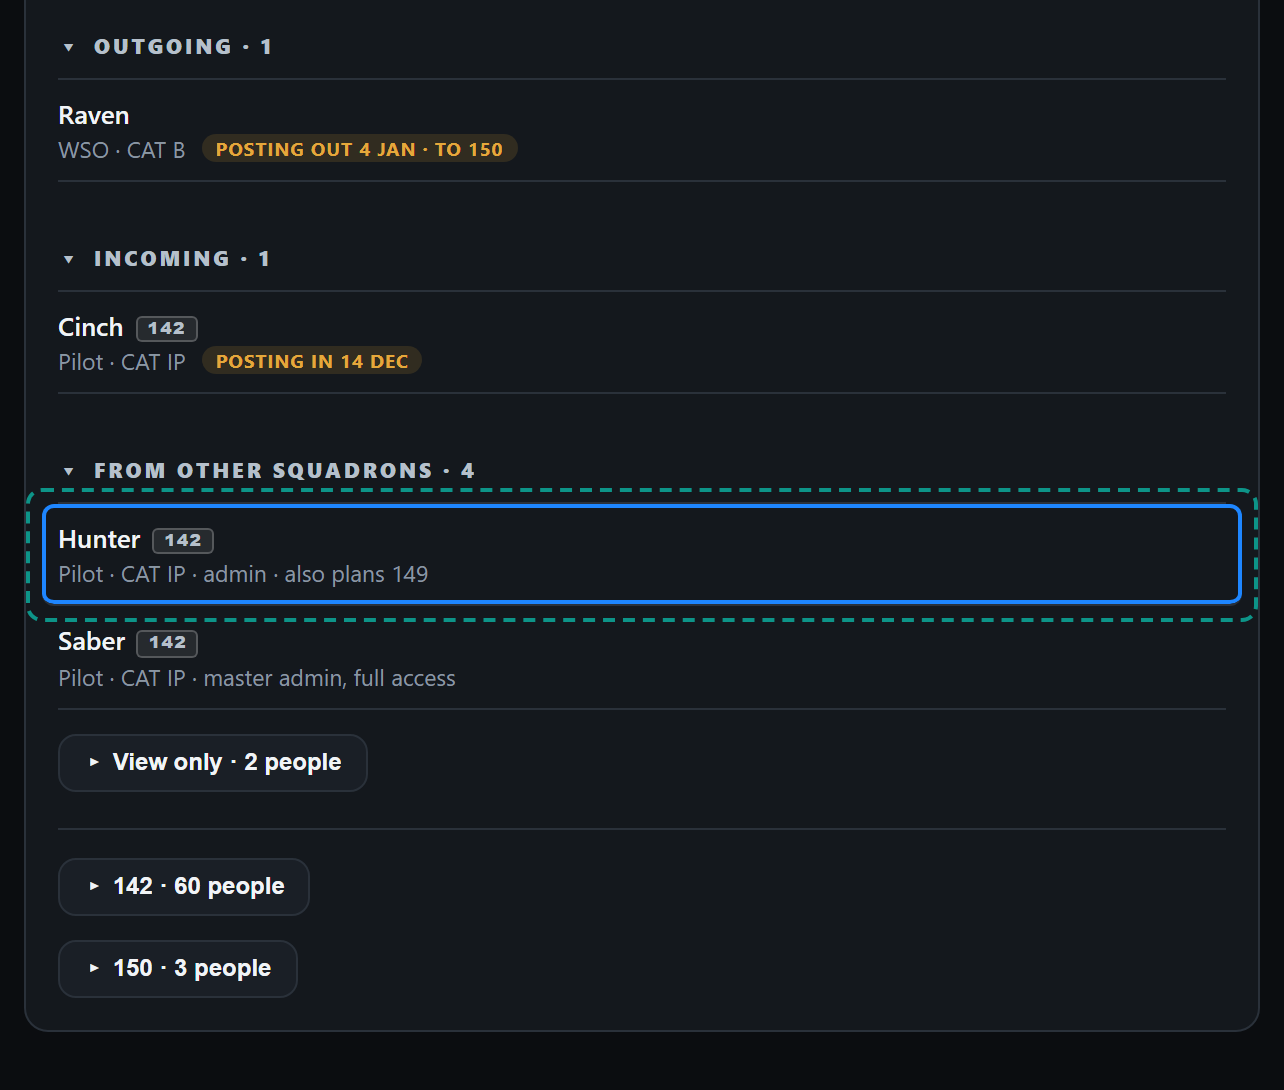 OUTGOING · 1
Raven
WSO · CAT B POSTING OUT 4 JAN · TO 150
INCOMING · 1
Cinch 142
Pilot · CAT IP POSTING IN 14 DEC
FROM OTHER SQUADRONS · 4
Hunter 142
Pilot · CAT IP · admin · also plans 149
Saber 142
Pilot · CAT IP · master admin, full access
View only · 2 people
142 · 60 people
150 · 3 people